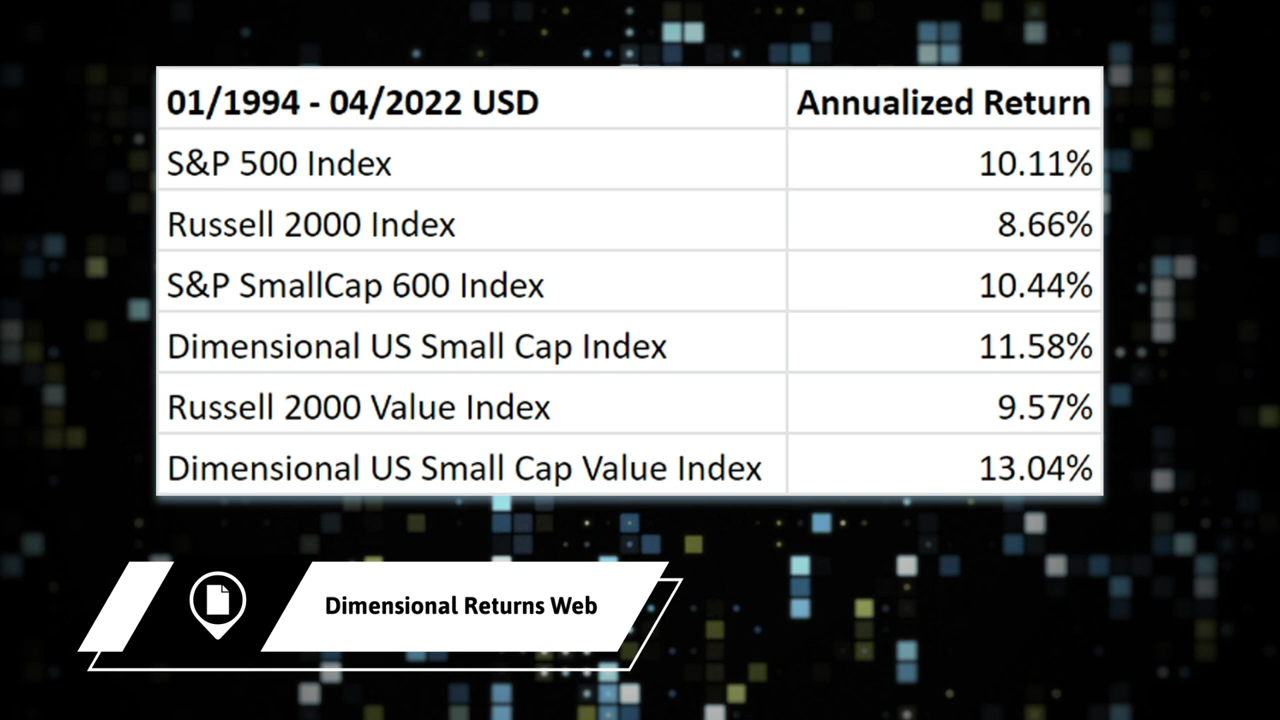 01/1994 - 04/2022 USD Annualized Return
S&P 500 Index 10.11%
Russell 2000 Index 8.66%
S&P SmallCap 600 Index 10.44%
Dimensional US Small Cap Index 11.58%
Russell 2000 Value Index 9.57%
Dimensional US Small Cap Value Index 13.04%
Dimensional Returns Web